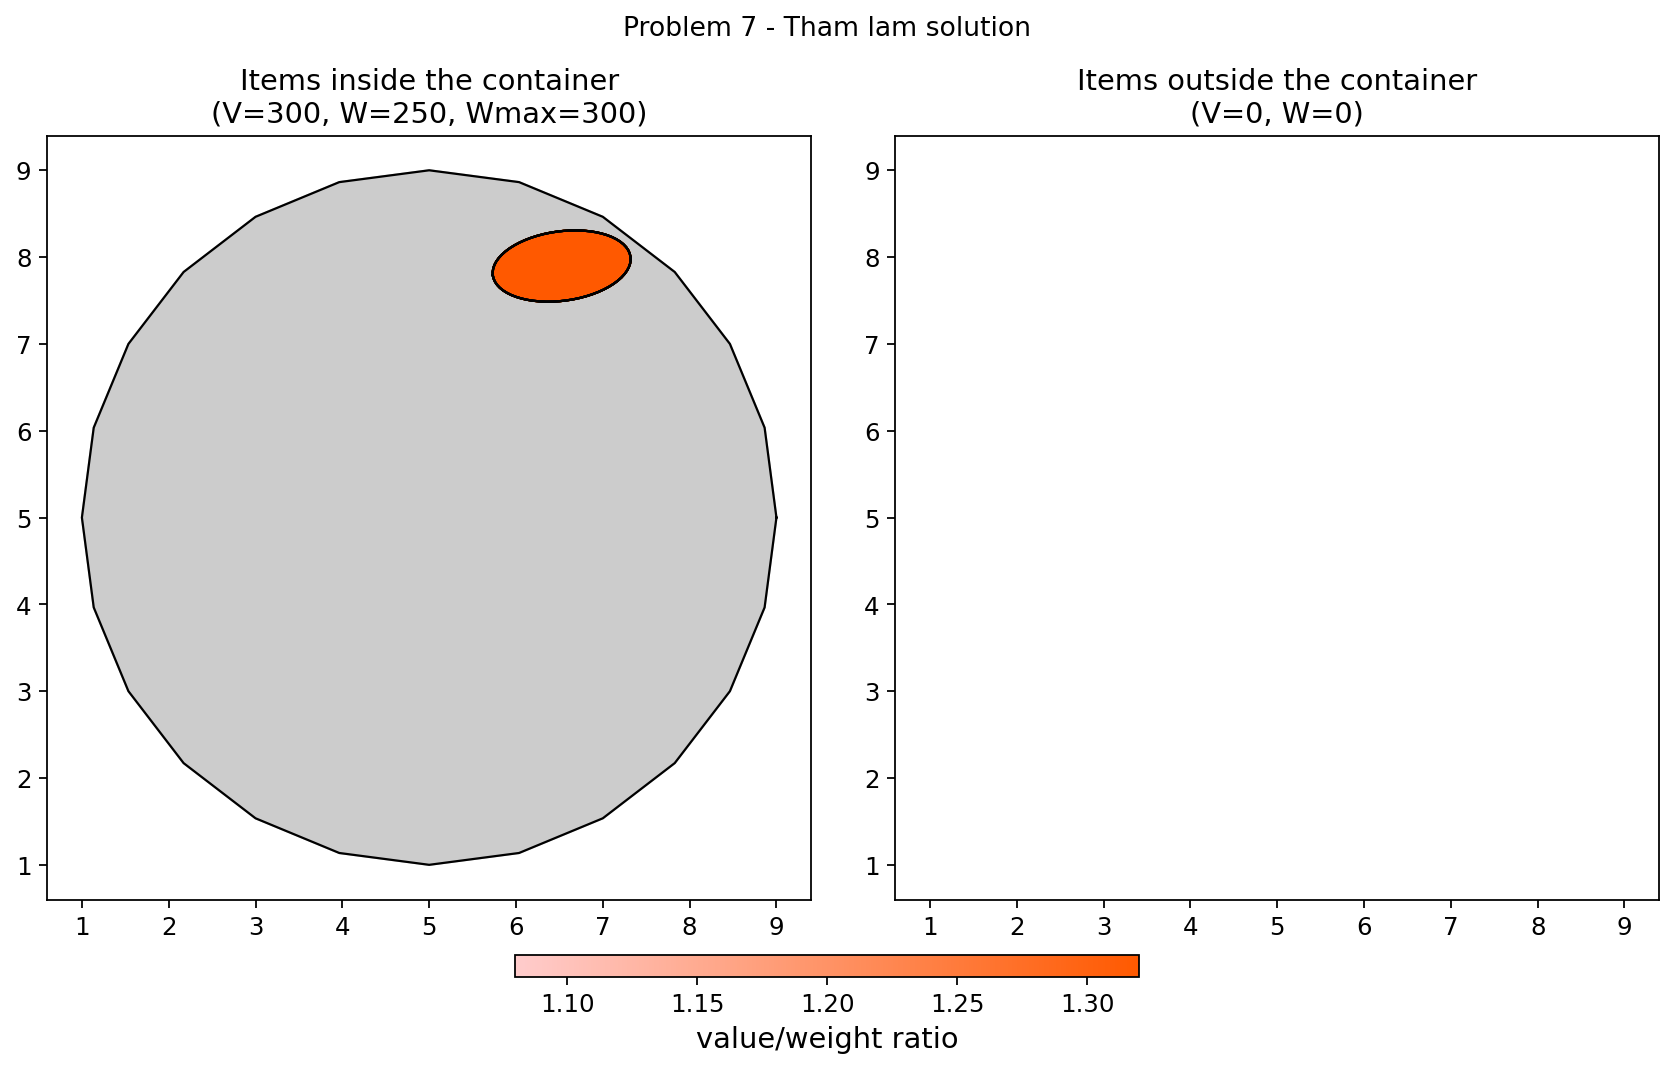 Problem 7 - Tham lam solution
Items inside the container
(V=300, W=250, Wmax=300)
9
8
7
6
5
4
3
2
1
1 2 3 4 5 6 7 8 9
Items outside the container
(V=0, W=0)
9
8
7
6
5
4
3
2
1
1 2 3 4 5 6 7 8 9
1.10 1.15 1.20 1.25 1.30
value/weight ratio